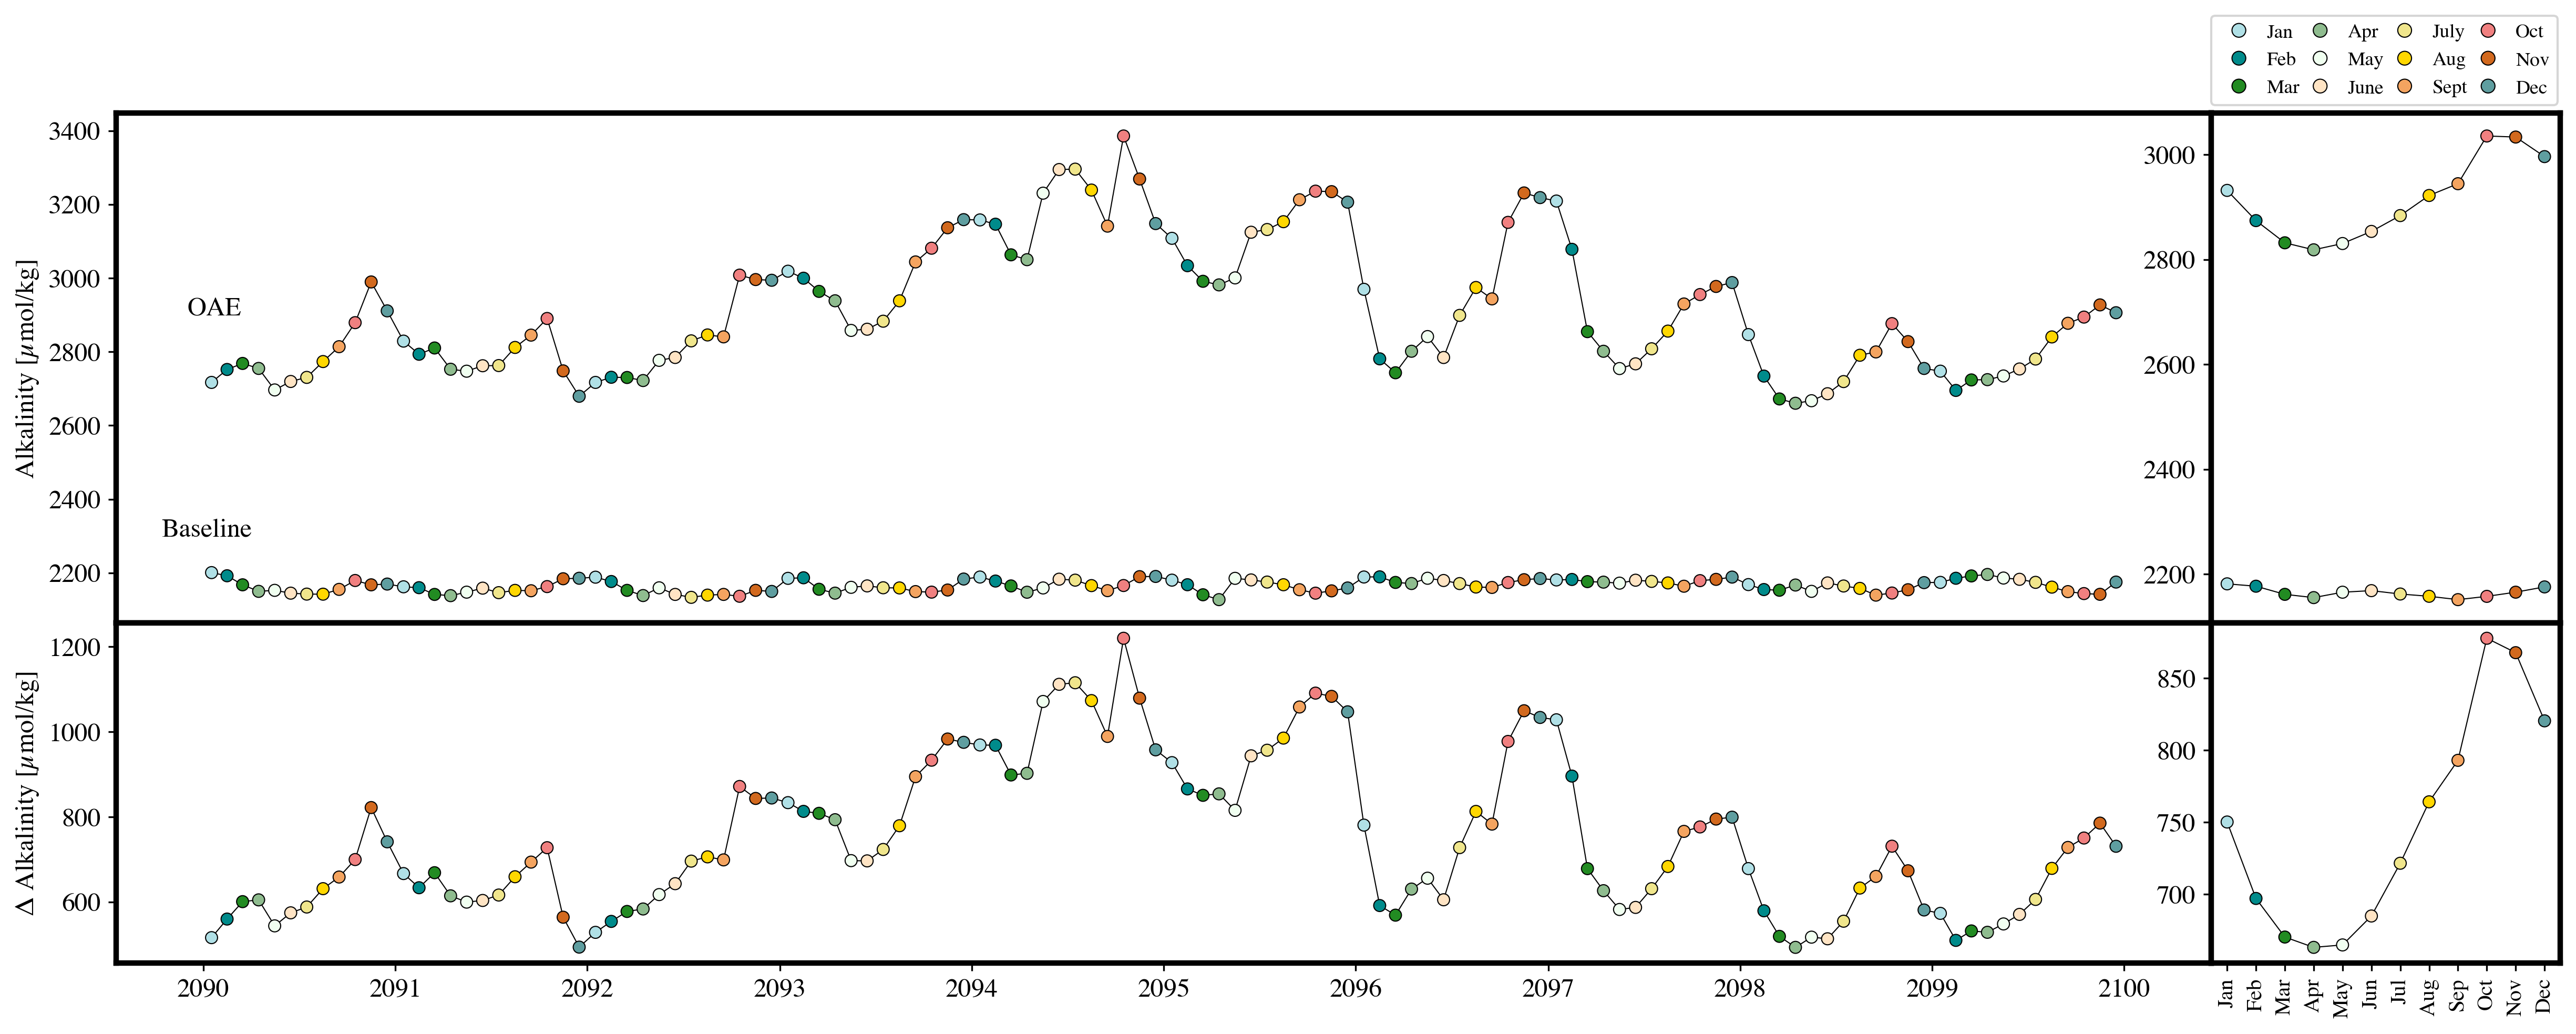 Jan Apr July Oct
Feb May Aug Nov
Mar June Sept Dec
3400
3200
3000
2800
2600
2400
2200
Alkalinity [µmol/kg]
OAE
Baseline
3000
2800
2600
2400
2200
1200
1000
800
600
Δ Alkalinity [µmol/kg]
850
800
750
700
2090 2091 2092 2093 2094 2095 2096 2097 2098 2099 2100
Jan Feb Mar Apr May Jun Jul Aug Sep Oct Nov Dec